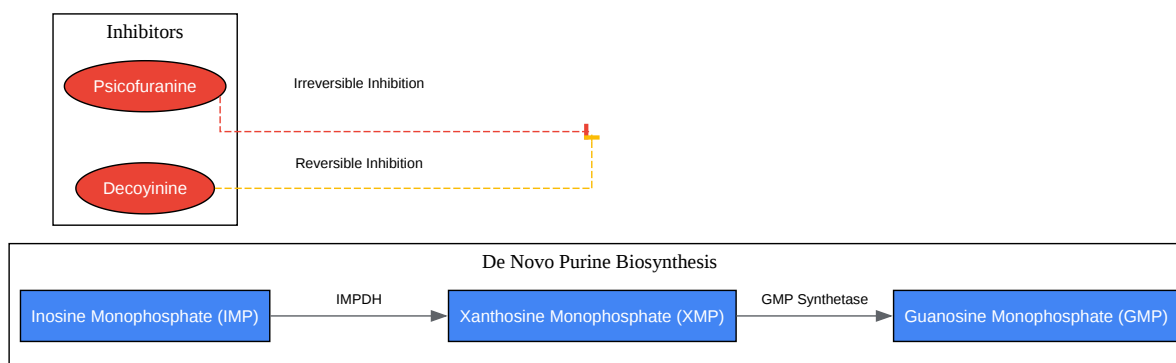 Inhibitors
Psicofuranine
Irreversible Inhibition
Reversible Inhibition
Decoyinine
De Novo Purine Biosynthesis
IMPDH
GMP Synthetase
Inosine Monophosphate (IMP)
Xanthosine Monophosphate (XMP)
Guanosine Monophosphate (GMP)